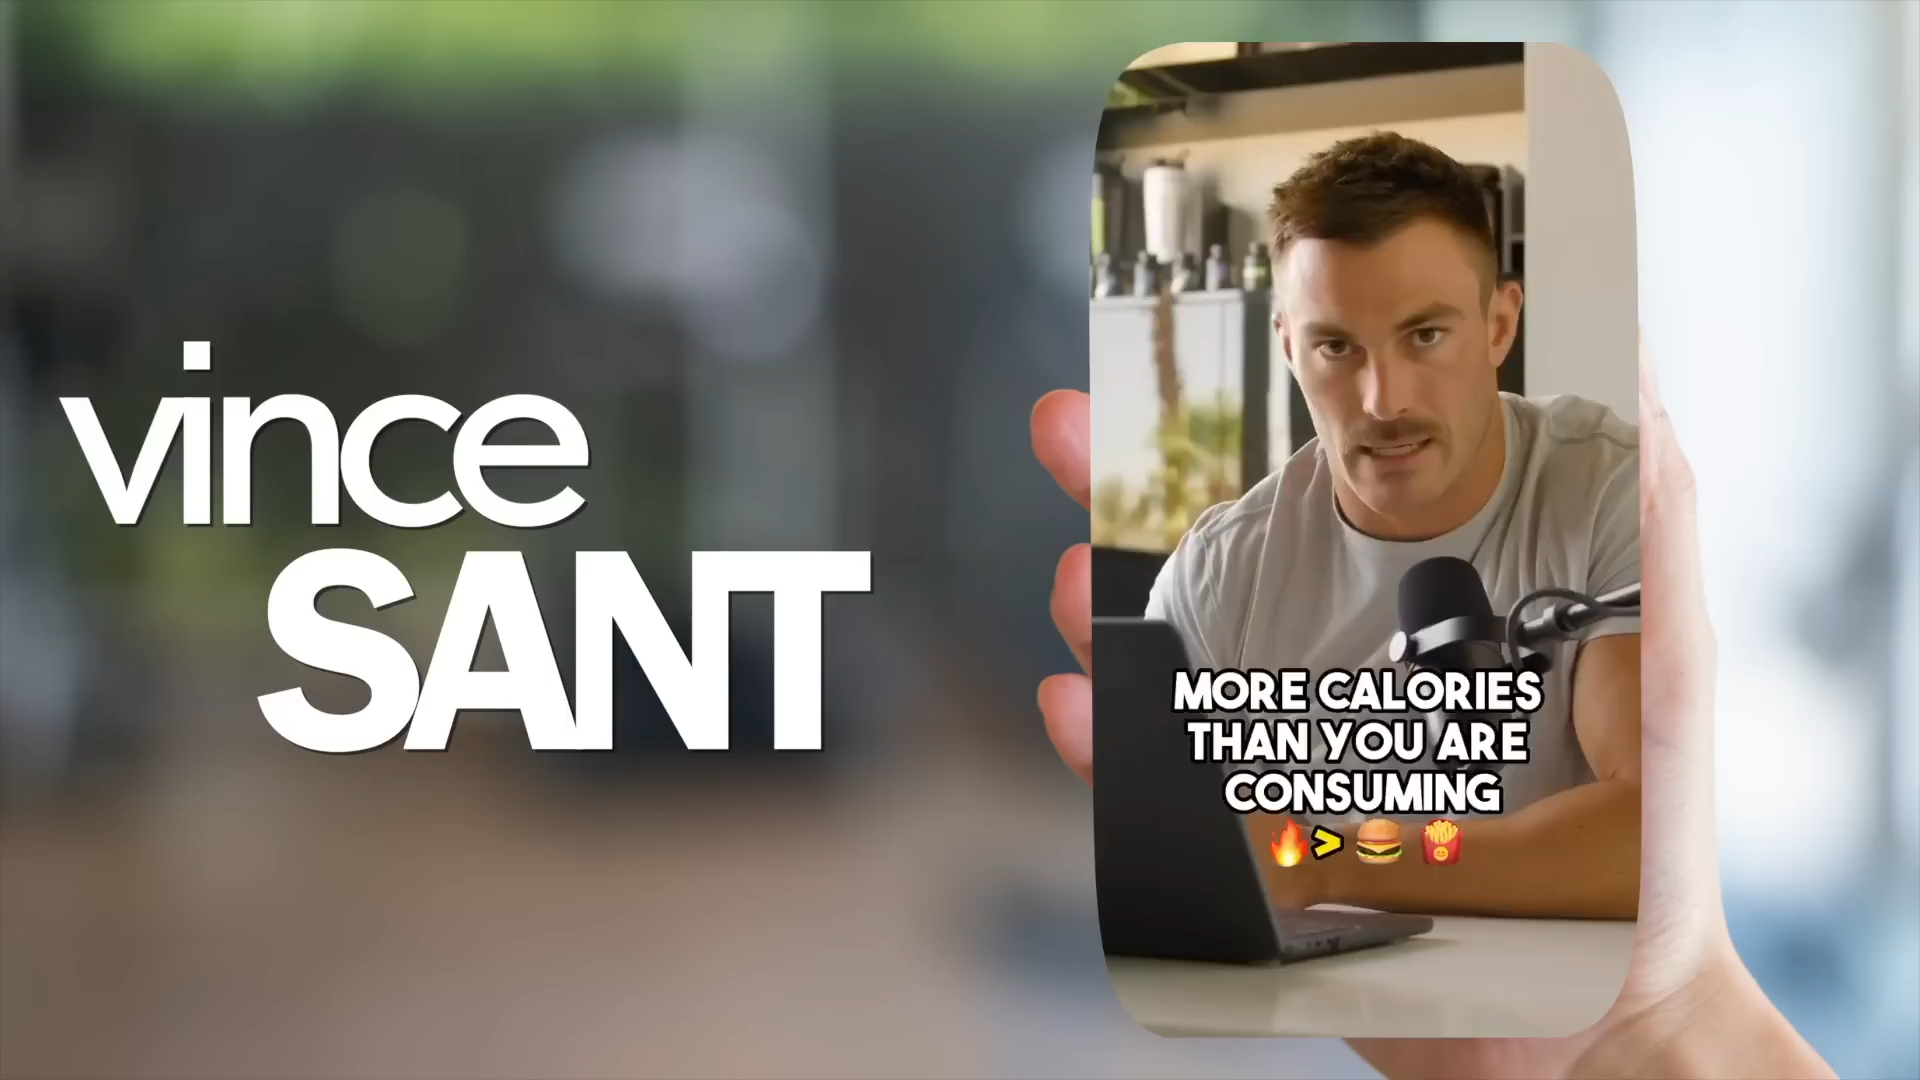 vince
SANT
MORE CALORIES
THAN YOU ARE
CONSUMING
🔥> 🍔 🍟